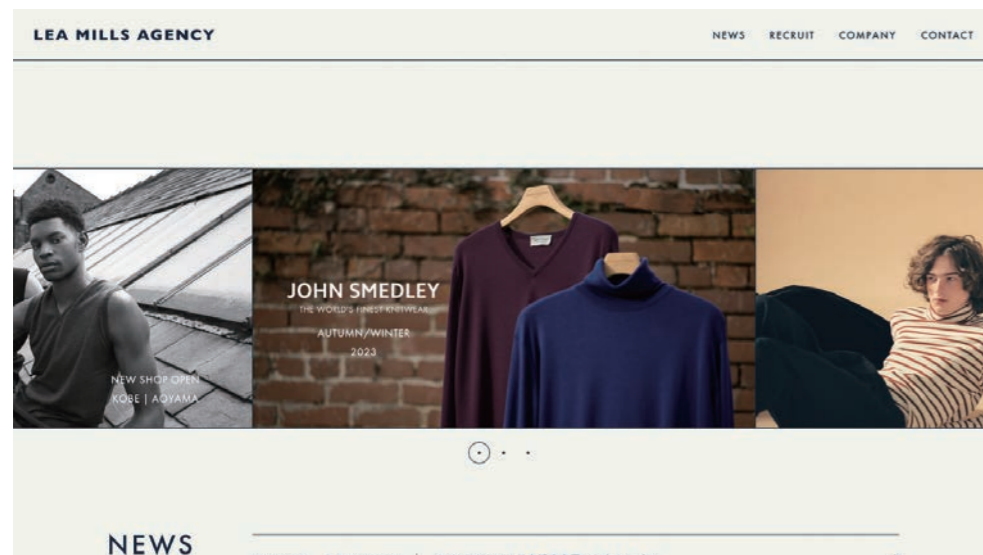 LEA MILLS AGENCY
NEWS RECRUIT COMPANY CONTACT
NEW SHOP OPEN
KOBE | AOYAMA
JOHN SMEDLEY
THE WORLD'S FINEST KNITWEAR
AUTUMN/WINTER
2023
NEWS